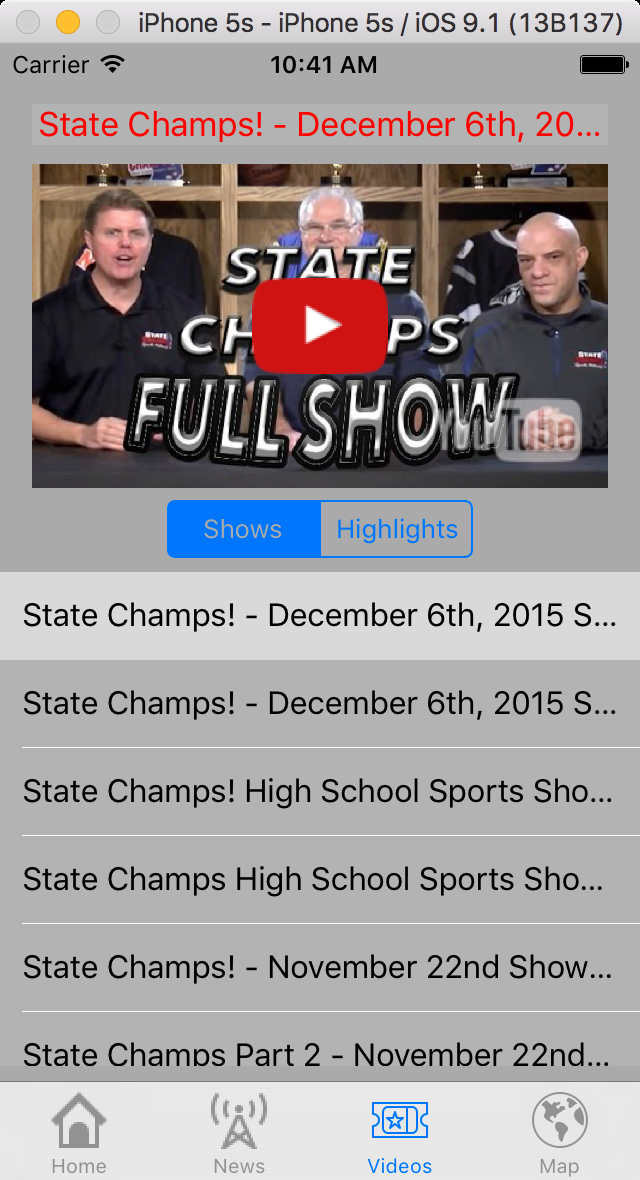 iPhone 5s - iPhone 5s / iOS 9.1 (13B137)
Carrier 10:41 AM
State Champs! - December 6th, 20...
STATE
CH PS
FULL SHOW
YouTube
Shows Highlights
State Champs! - December 6th, 2015 S...
State Champs! - December 6th, 2015 S...
State Champs! High School Sports Sho...
State Champs High School Sports Sho...
State Champs! - November 22nd Show...
State Champs Part 2 - November 22nd...
Home News Videos Map